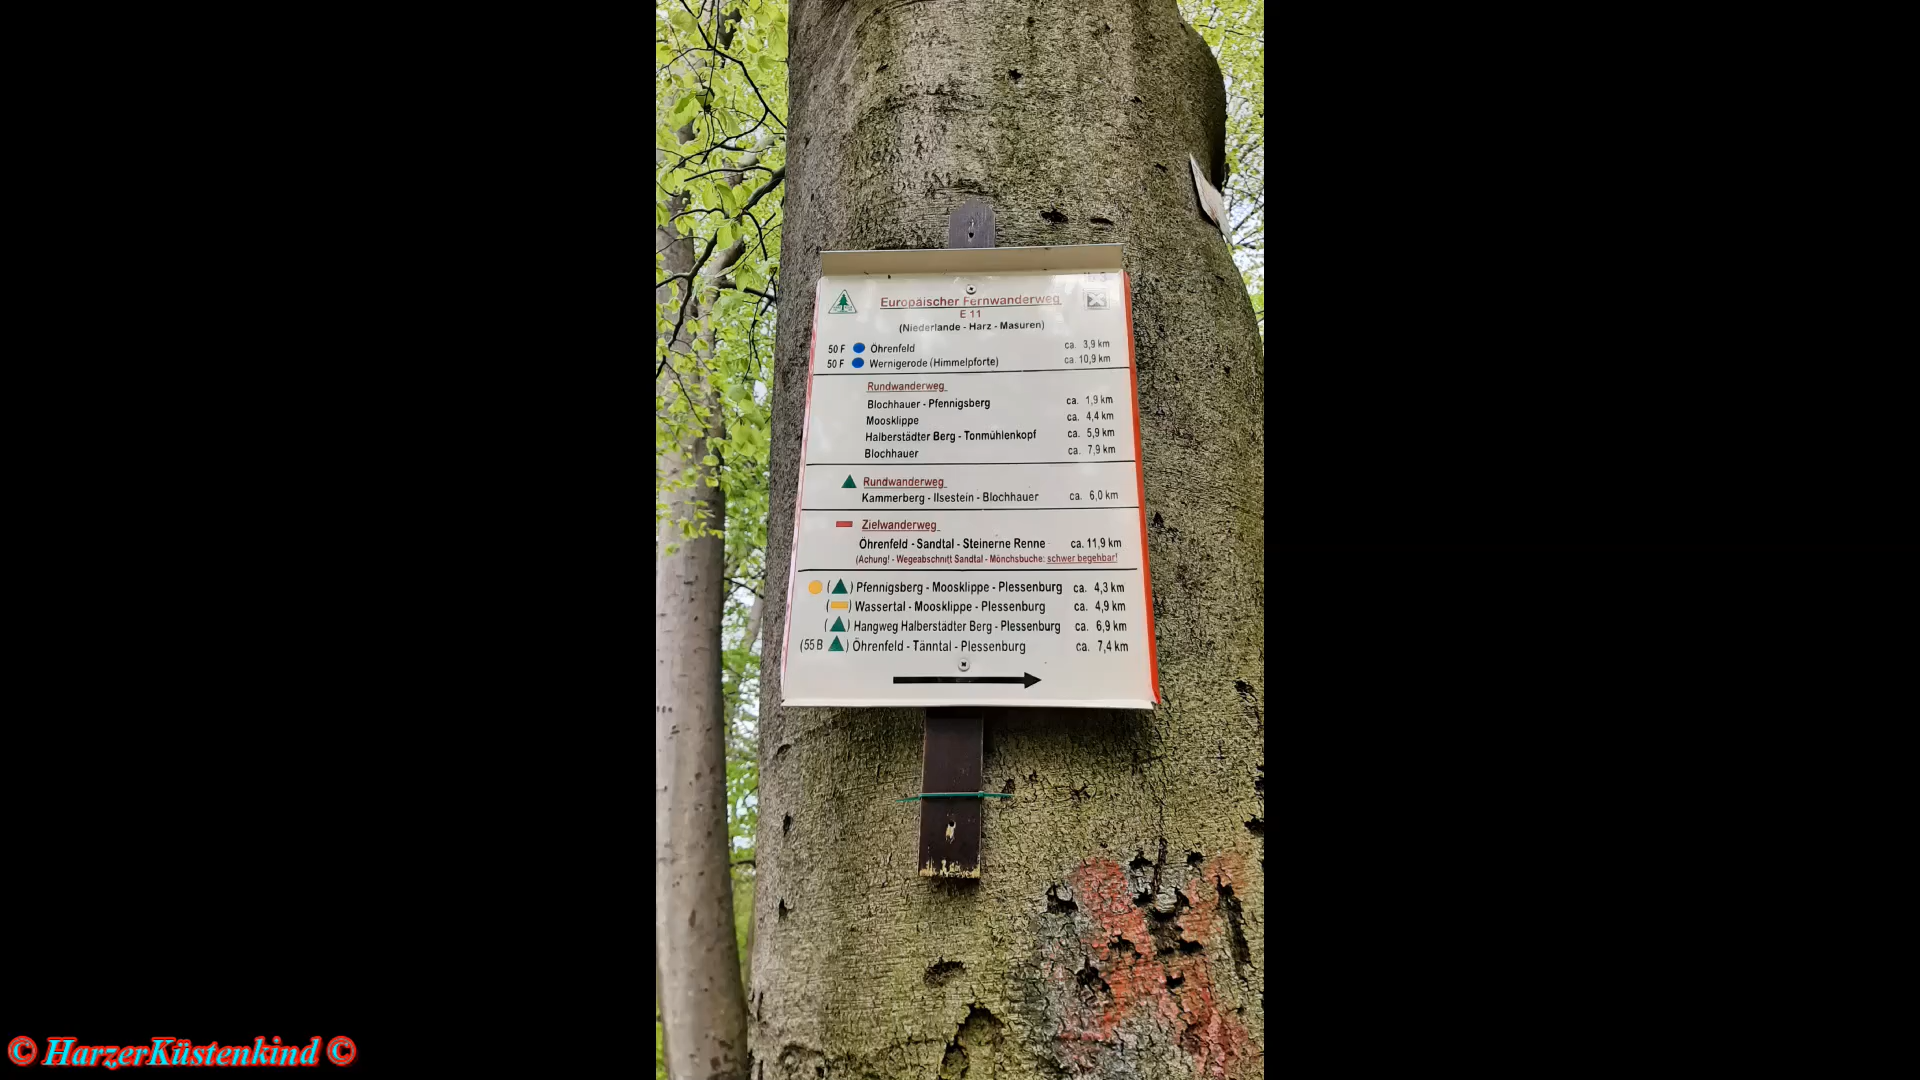 Europäischer Fernwanderweg
E 11
(Niederlande - Harz - Masuren)
50 F Öhrenfeld ca. 3,9 km
50 F Wernigerode (Himmelpforte) ca. 10,9 km
Rundwanderweg
Blochhauer - Pfennigsberg ca. 1,9 km
Moosklippe ca. 4,4 km
Halberstädter Berg - Tonmühlenkopf ca. 5,9 km
Blochhauer ca. 7,9 km
Rundwanderweg
Kammerberg - Ilsestein - Blochhauer ca. 6,0 km
Zielwanderweg
Öhrenfeld - Sandtal - Steinerne Renne ca. 11,9 km
(Achung! - Wegeabschnitt Sandtal - Mönchsbuche: schwer begehbar!
( ) Pfennigsberg - Moosklippe - Plessenburg ca. 4,3 km
( ) Wassertal - Moosklippe - Plessenburg ca. 4,9 km
( ) Hangweg Halberstädter Berg - Plessenburg ca. 6,9 km
(55 B ) Öhrenfeld - Tänntal - Plessenburg ca. 7,4 km
© HarzerKüstenkind ©